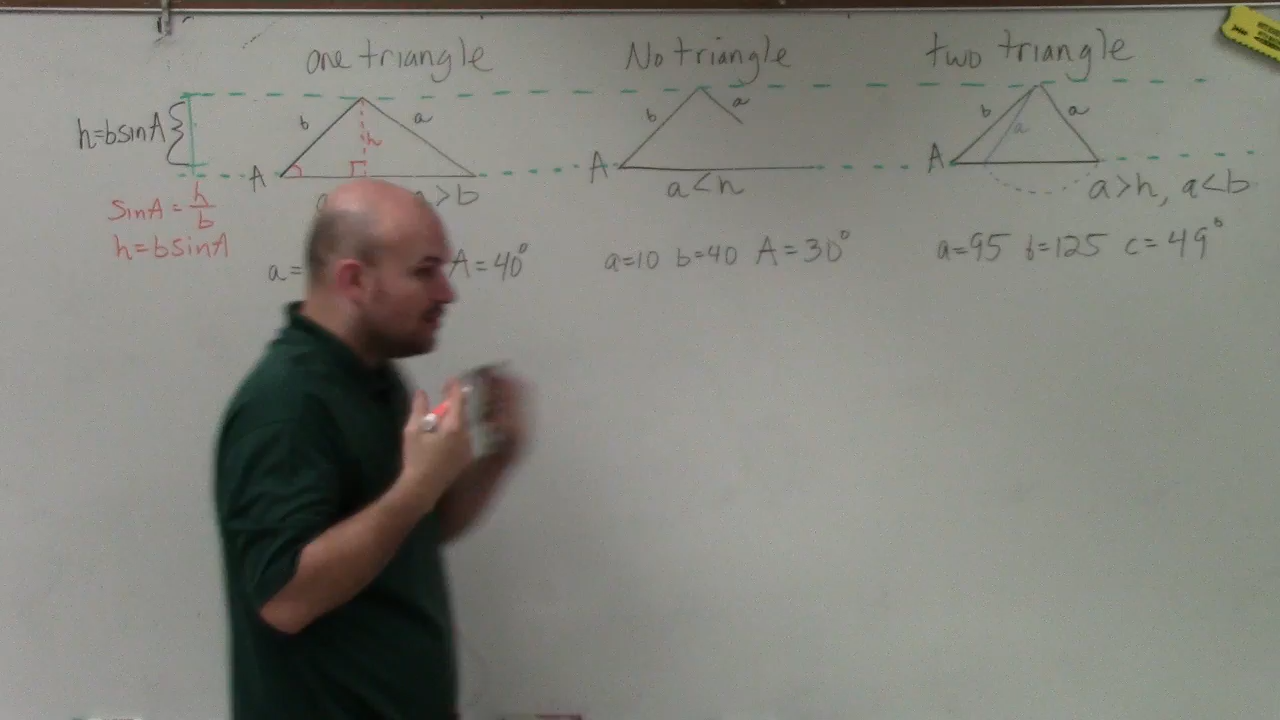 one triangle
No triangle
two triangle
h=bsinA
b
a
h
A
a>b
sinA = h/b
h=bsinA
a=
A=40°
b
a
A
a<h
a=10 b=40 A=30°
b
a
a
A
a>h, a<b
a=95 b=125 c=49°